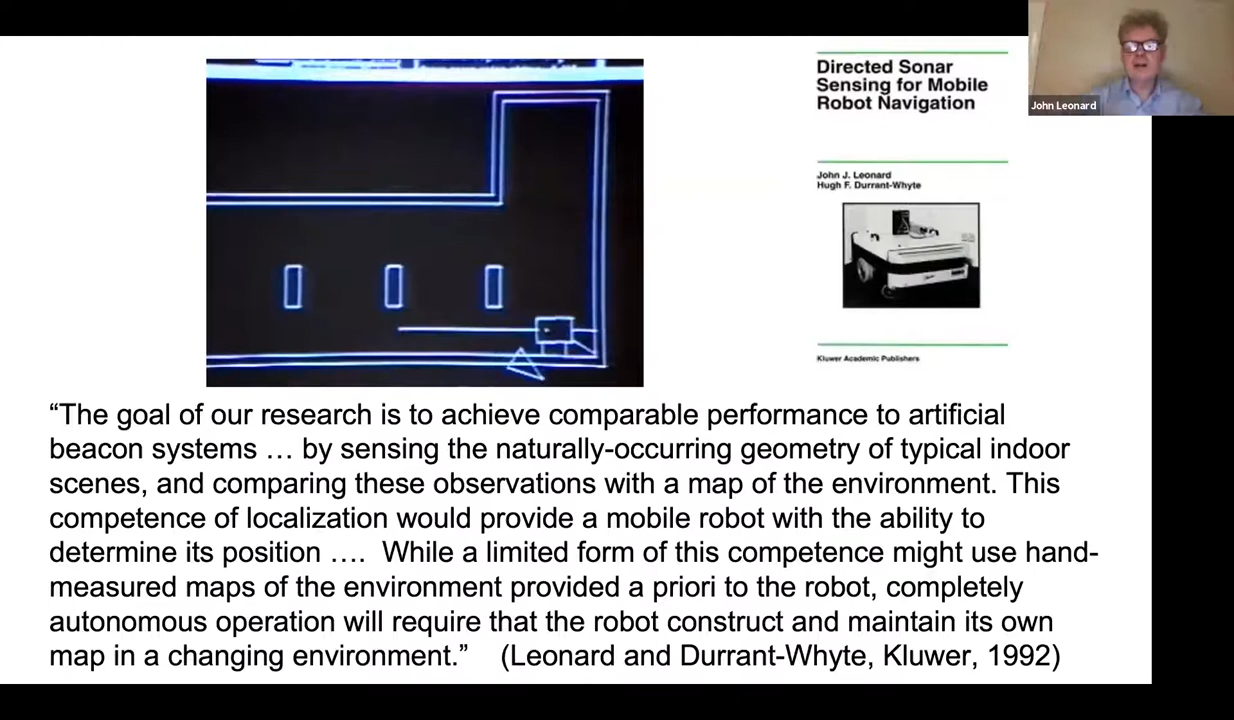 Directed Sonar
Sensing for Mobile
Robot Navigation
John Leonard
John J. Leonard
Hugh F. Durrant-Whyte
Kluwer Academic Publishers
“The goal of our research is to achieve comparable performance to artificial
beacon systems … by sensing the naturally-occurring geometry of typical indoor
scenes, and comparing these observations with a map of the environment. This
competence of localization would provide a mobile robot with the ability to
determine its position …. While a limited form of this competence might use hand-
measured maps of the environment provided a priori to the robot, completely
autonomous operation will require that the robot construct and maintain its own
map in a changing environment.” (Leonard and Durrant-Whyte, Kluwer, 1992)